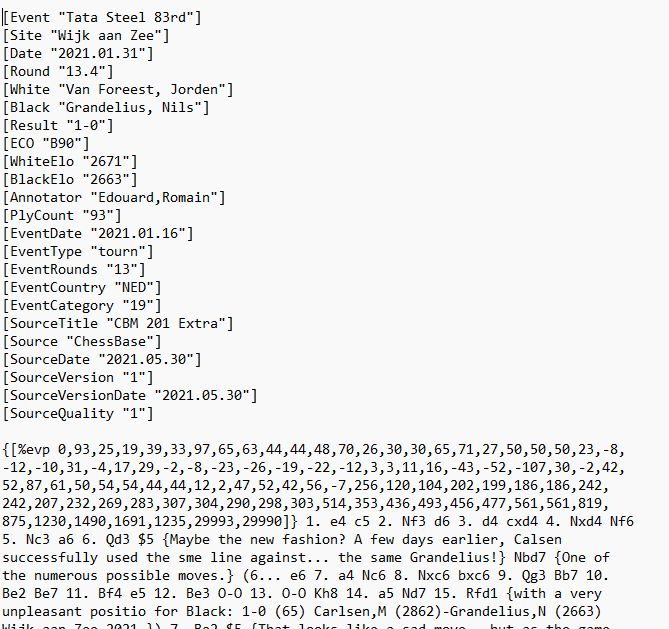 [Event "Tata Steel 83rd"]
[Site "Wijk aan Zee"]
[Date "2021.01.31"]
[Round "13.4"]
[White "Van Foreest, Jorden"]
[Black "Grandelius, Nils"]
[Result "1-0"]
[ECO "B90"]
[WhiteElo "2671"]
[BlackElo "2663"]
[Annotator "Edouard,Romain"]
[PlyCount "93"]
[EventDate "2021.01.16"]
[EventType "tourn"]
[EventRounds "13"]
[EventCountry "NED"]
[EventCategory "19"]
[SourceTitle "CBM 201 Extra"]
[Source "ChessBase"]
[SourceDate "2021.05.30"]
[SourceVersion "1"]
[SourceVersionDate "2021.05.30"]
[SourceQuality "1"]
{[%evp 0,93,25,19,39,33,97,65,63,44,44,48,70,26,30,30,65,71,27,50,50,50,23,-8,
-12,-10,31,-4,17,29,-2,-8,-23,-26,-19,-22,-12,3,3,11,16,-43,-52,-107,30,-2,42,
52,87,61,50,54,54,44,44,12,2,47,52,42,56,-7,256,120,104,202,199,186,186,242,
242,207,232,269,283,307,304,290,298,303,514,353,436,493,456,477,561,561,819,
875,1230,1490,1691,1235,29993,29990]} 1. e4 c5 2. Nf3 d6 3. d4 cxd4 4. Nxd4 Nf6
5. Nc3 a6 6. Qd3 $5 {Maybe the new fashion? A few days earlier, Calsen
successfully used the sme line against... the same Grandelius!} Nbd7 {One of
the numerous possible moves.} (6... e6 7. a4 Nc6 8. Nxc6 bxc6 9. Qg3 Bb7 10.
Be2 Be7 11. Bf4 e5 12. Be3 O-O 13. O-O Kh8 14. a5 Nd7 15. Rfd1 {with a very
unpleasant positio for Black: 1-0 (65) Carlsen,M (2862)-Grandelius,N (2663)
Wijk aan Zee 2021 }) 7. Be2 $5 {That looks like a sad move, but as the game